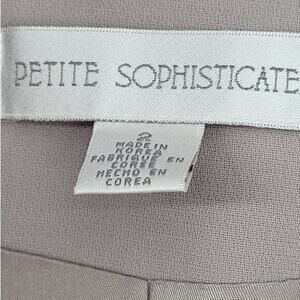 PETITE SOPHISTICATE
2
MADE IN
KOREA
FABRIQUE EN
COREE
HECHO EN
COREA